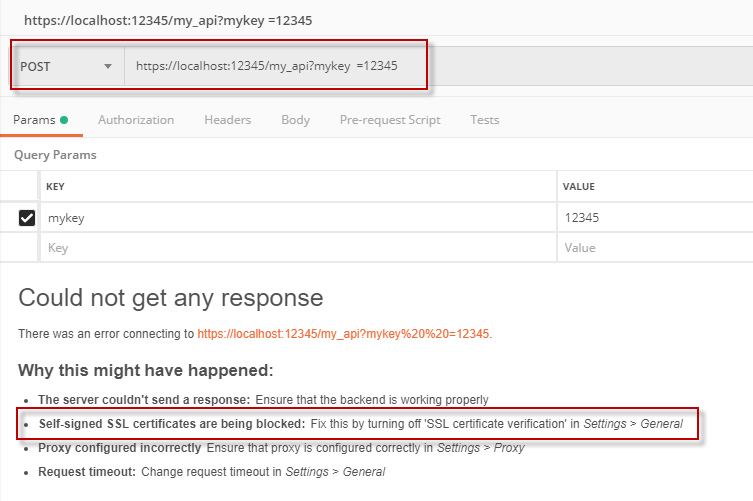 https://localhost:12345/my_api?mykey =12345
POST https://localhost:12345/my_api?mykey  =12345
Params Authorization Headers Body Pre-request Script Tests
Query Params
KEY VALUE
mykey 12345
Key Value
Could not get any response
There was an error connecting to https://localhost:12345/my_api?mykey%20%20=12345.
Why this might have happened:
• The server couldn't send a response: Ensure that the backend is working properly
• Self-signed SSL certificates are being blocked: Fix this by turning off 'SSL certificate verification' in Settings > General
• Proxy configured incorrectly Ensure that proxy is configured correctly in Settings > Proxy
• Request timeout: Change request timeout in Settings > General